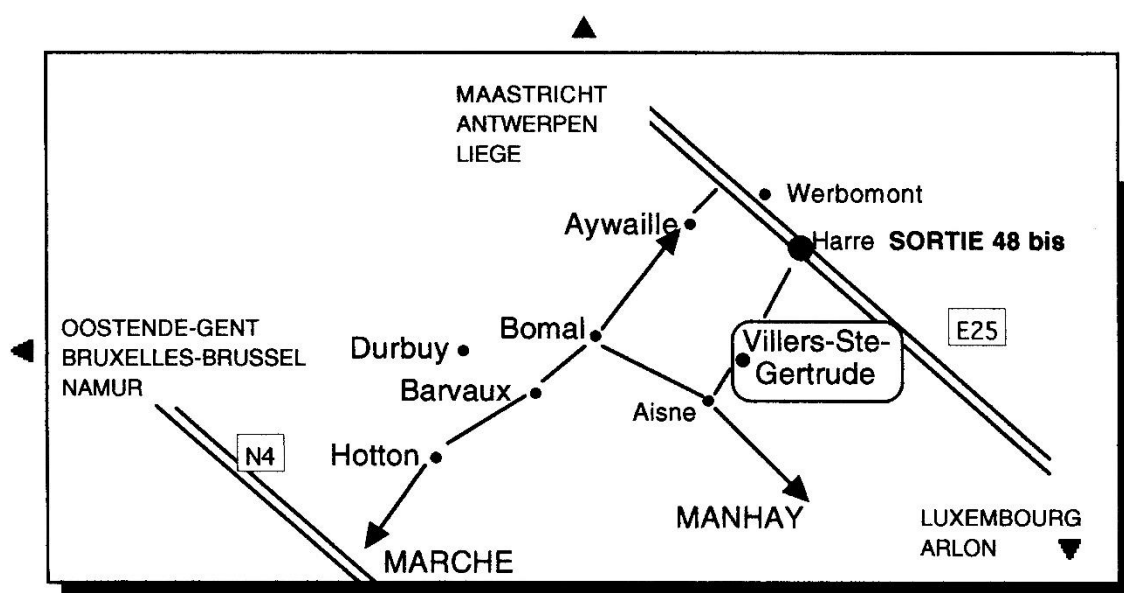 MAASTRICHT
ANTWERPEN
LIEGE
Werbomont
Aywaille
Harre SORTIE 48 bis
E25
OOSTENDE-GENT
BRUXELLES-BRUSSEL
NAMUR
Durbuy
Bomal
Villers-Ste-
Gertrude
Barvaux
Aisne
N4
Hotton
MANHAY
LUXEMBOURG
ARLON
MARCHE